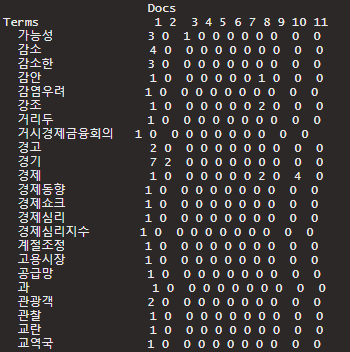 Docs
Terms 1 2 3 4 5 6 7 8 9 10 11
가능성 3 0 1 0 0 0 0 0 0 0 0
감소 4 0 0 0 0 0 0 0 0 0 0
감소한 3 0 0 0 0 0 0 0 0 0 0
감안 1 0 0 0 0 0 0 1 0 0 0
감염우려 1 0 0 0 0 0 0 0 0 0 0
강조 1 0 0 0 0 0 0 2 0 0 0
거리두 1 0 0 0 0 0 0 0 0 0 0
거시경제금융회의 1 0 0 0 0 0 0 0 0 0 0
경고 2 0 0 0 0 0 0 0 0 0 0
경기 7 2 0 0 0 0 0 0 0 0 0
경제 1 0 0 0 0 0 0 2 0 4 0
경제동향 1 0 0 0 0 0 0 0 0 0 0
경제쇼크 1 0 0 0 0 0 0 0 0 0 0
경제심리 1 0 0 0 0 0 0 0 0 0 0
경제심리지수 1 0 0 0 0 0 0 0 0 0 0
계절조정 1 0 0 0 0 0 0 0 0 0 0
고용시장 1 0 0 0 0 0 0 0 0 0 0
공급망 1 0 0 0 0 0 0 0 0 0 0
과 1 0 0 0 0 0 0 0 0 0 0
관광객 2 0 0 0 0 0 0 0 0 0 0
관찰 1 0 0 0 0 0 0 0 0 0 0
교란 1 0 0 0 0 0 0 0 0 0 0
교역국 1 0 0 0 0 0 0 0 0 0 0